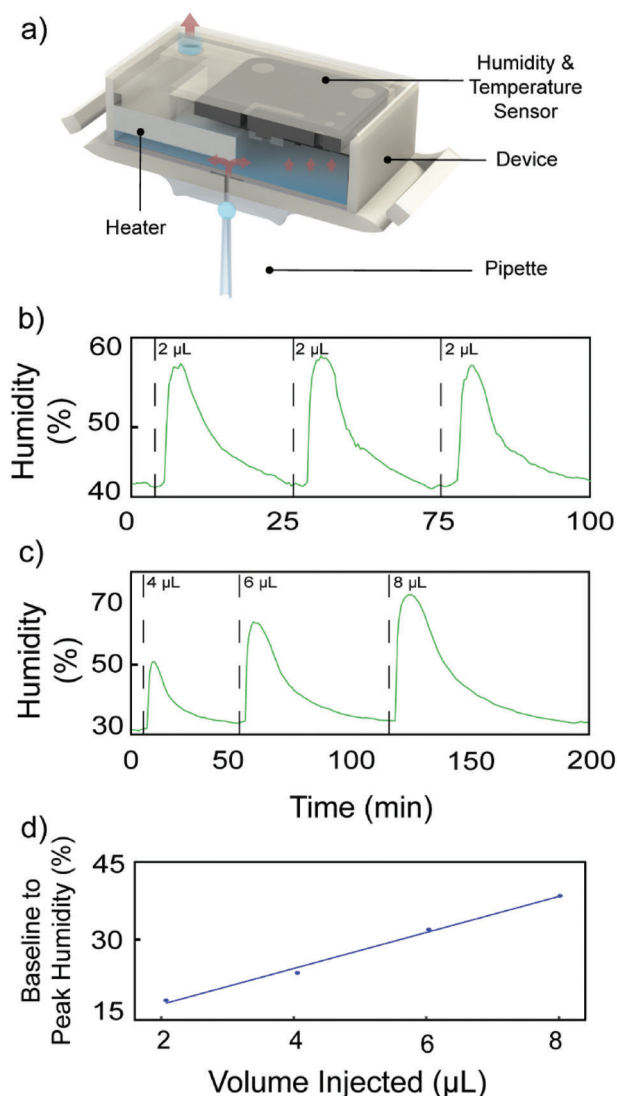 a)
Humidity &
Temperature
Sensor
Device
Heater
Pipette
b)
Humidity
(%)
60
50
40
2 µL
2 µL
2 µL
0 25 75 100
c)
Humidity
(%)
70
50
30
4 µL
6 µL
8 µL
0 50 100 150 200
Time (min)
d)
Baseline to
Peak Humidity (%)
45
30
15
2 4 6 8
Volume Injected (µL)